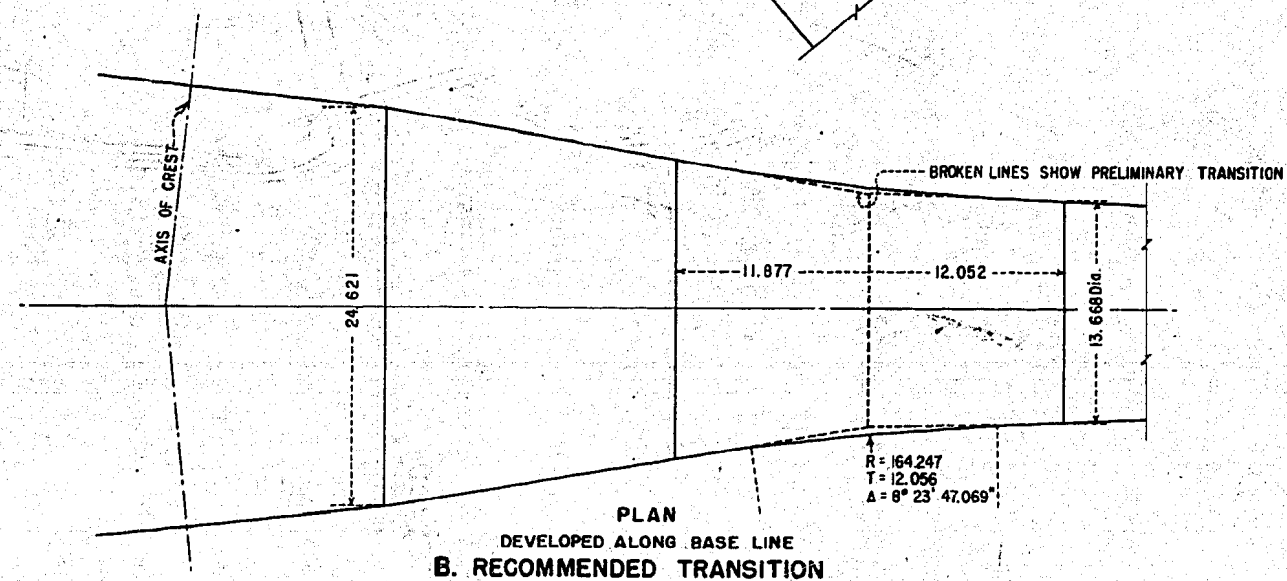 AXIS OF CREST
24.621
BROKEN LINES SHOW PRELIMINARY TRANSITION
11.877
12.052
13.668 Dia.
R = 164.247
T = 12.056
Δ = 8° 23' 47.069"
PLAN
DEVELOPED ALONG BASE LINE
B. RECOMMENDED TRANSITION